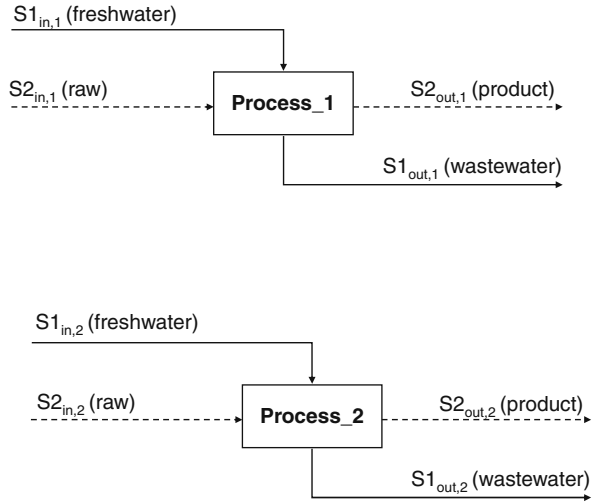 S1in,1 (freshwater)
S2in,1 (raw)
Process_1
S2out,1 (product)
S1out,1 (wastewater)
S1in,2 (freshwater)
S2in,2 (raw)
Process_2
S2out,2 (product)
S1out,2 (wastewater)